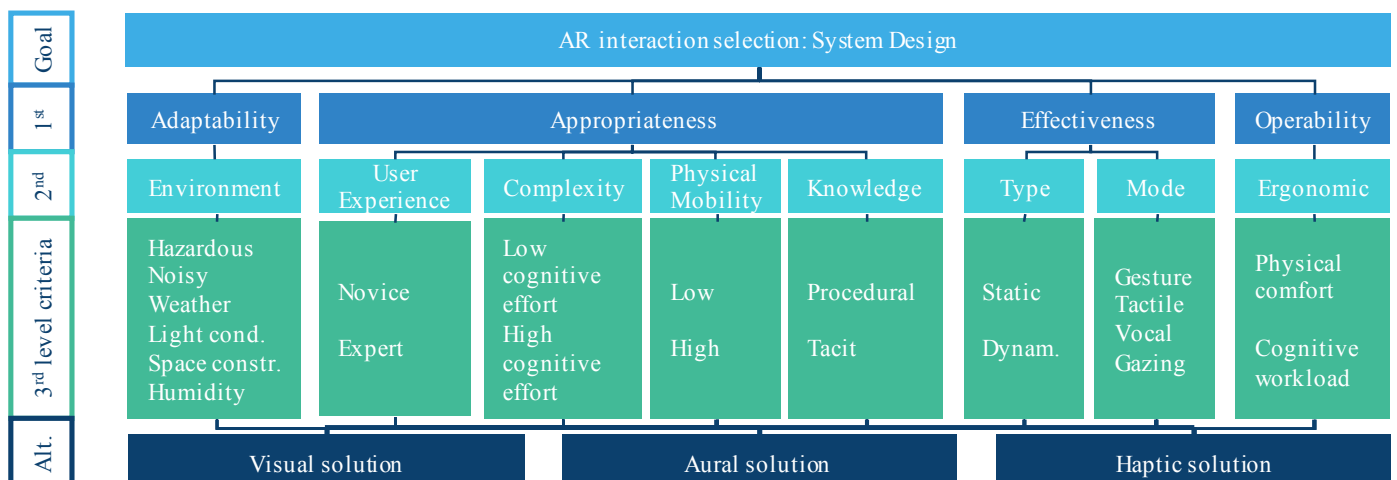 Goal
AR interaction selection: System Design
1st
Adaptability
Appropriateness
Effectiveness
Operability
2nd
Environment
User
Experience
Complexity
Physical
Mobility
Knowledge
Type
Mode
Ergonomic
3rd level criteria
Hazardous
Noisy
Weather
Light cond.
Space constr.
Humidity
Novice
Expert
Low
cognitive
effort
High
cognitive
effort
Low
High
Procedural
Tacit
Static
Dynam.
Gesture
Tactile
Vocal
Gazing
Physical
comfort
Cognitive
workload
Alt.
Visual solution
Aural solution
Haptic solution